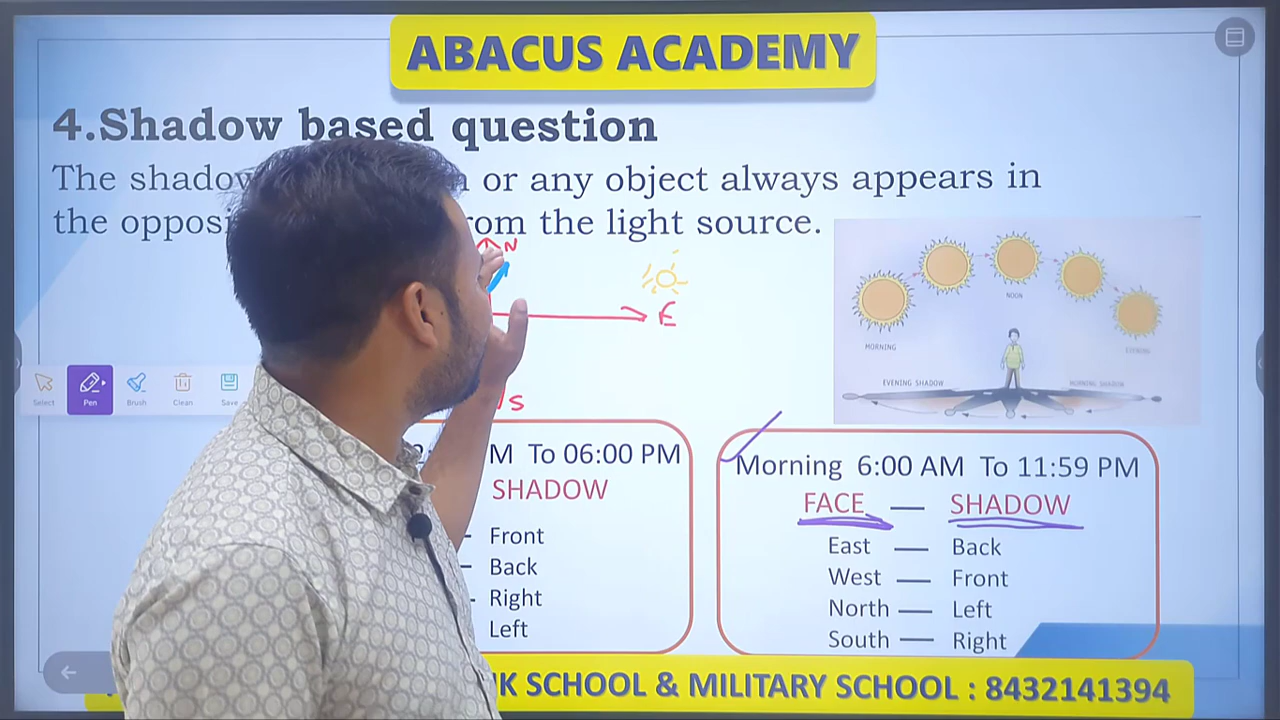 ABACUS ACADEMY
4.Shadow based question
The shadow or any object always appears in
the the light source.
N
E
S
NOON
MORNING
EVENING
EVENING SHADOW
MORNING SHADOW
Select
Pen
Brush
Clean
Save
To 06:00 PM
SHADOW
Front
Back
Right
Left
Morning 6:00 AM To 11:59 PM
FACE — SHADOW
East — Back
West — Front
North — Left
South — Right
SCHOOL & MILITARY SCHOOL : 8432141394